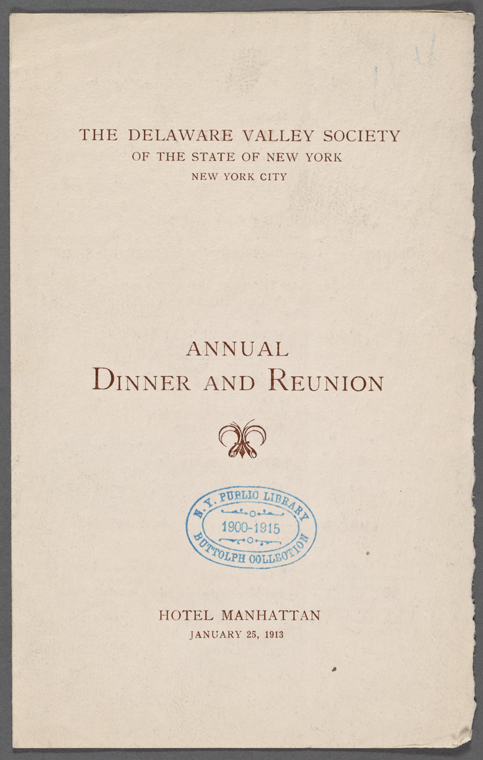 THE DELAWARE VALLEY SOCIETY
OF THE STATE OF NEW YORK
NEW YORK CITY
ANNUAL
DINNER AND REUNION
N. Y. PUBLIC LIBRARY
1900-1915
BUTTOLPH COLLECTION
HOTEL MANHATTAN
JANUARY 25, 1913